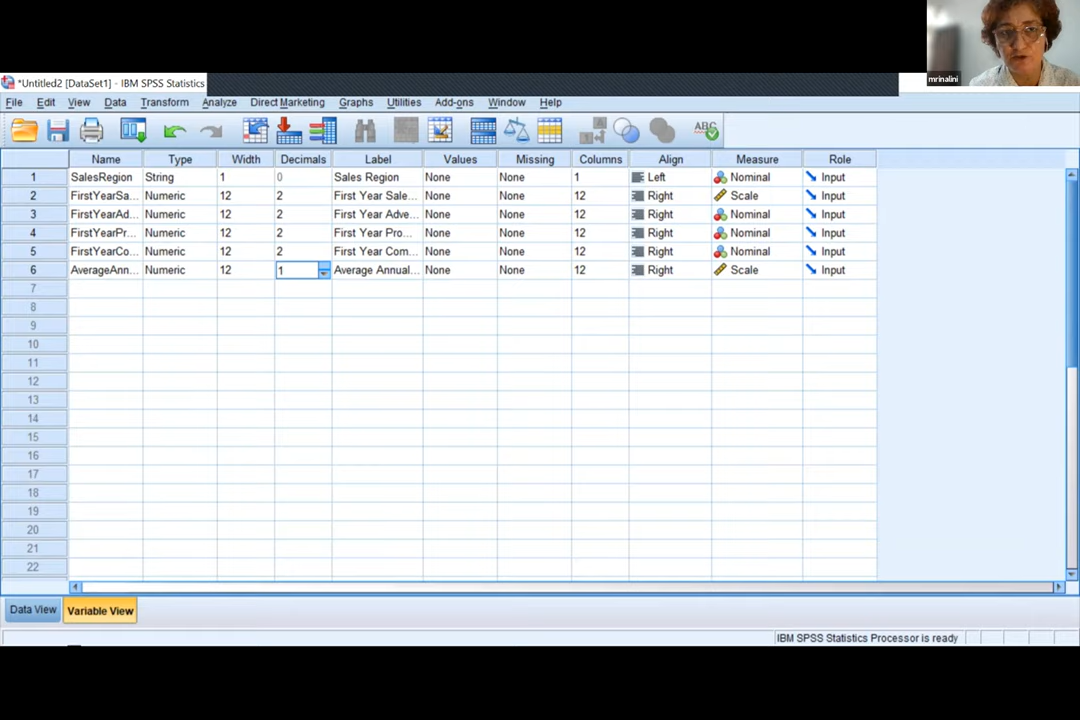 mrinalini
*Untitled2 [DataSet1] - IBM SPSS Statistics
File Edit View Data Transform Analyze Direct Marketing Graphs Utilities Add-ons Window Help
Name Type Width Decimals Label Values Missing Columns Align Measure Role
1 SalesRegion String 1 0 Sales Region None None 1 Left Nominal Input
2 FirstYearSa... Numeric 12 2 First Year Sale... None None 12 Right Scale Input
3 FirstYearAd... Numeric 12 2 First Year Adve... None None 12 Right Nominal Input
4 FirstYearPr... Numeric 12 2 First Year Pro... None None 12 Right Nominal Input
5 FirstYearCo... Numeric 12 2 First Year Com... None None 12 Right Nominal Input
6 AverageAnn... Numeric 12 1 Average Annual... None None 12 Right Scale Input
7
8
9
10
11
12
13
14
15
16
17
18
19
20
21
22
Data View Variable View
IBM SPSS Statistics Processor is ready